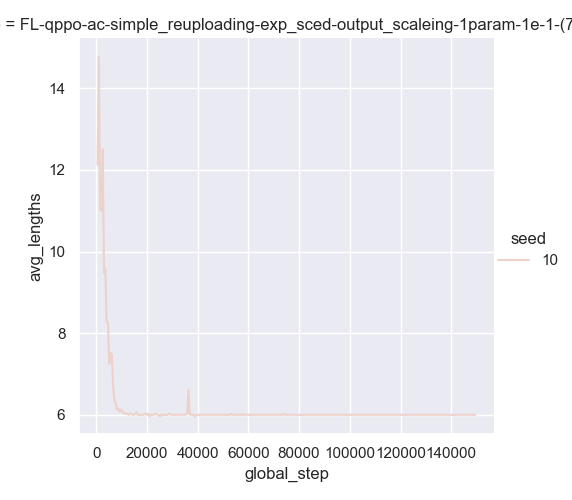 = FL-qppo-ac-simple_reuploading-exp_sced-output_scaleing-1param-1e-1-(7
14
12
10
8
6
avg_lengths
0 20000 40000 60000 80000 100000 120000 140000
global_step
seed
10